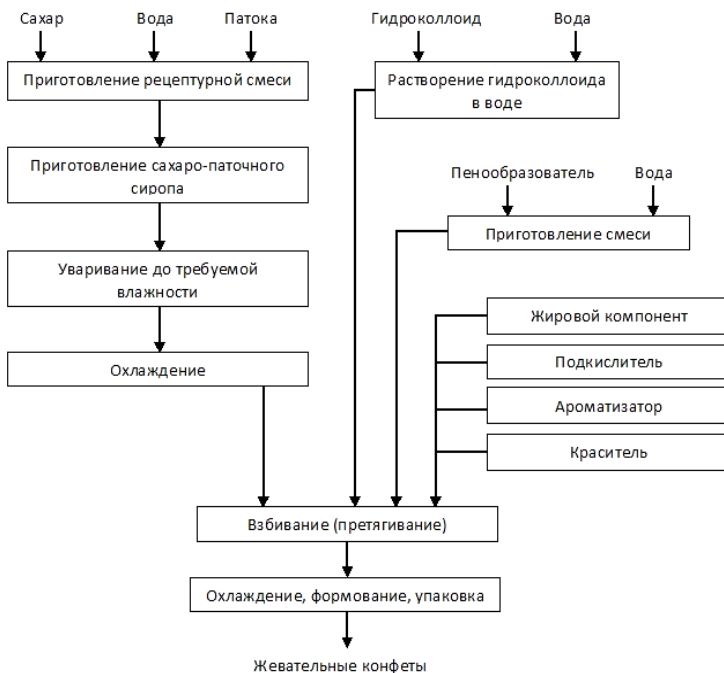 Сахар Вода Патока
Гидроколлоид Вода
Приготовление рецептурной смеси
Растворение гидроколлоида
в воде
Приготовление сахаро-паточного
сиропа
Пенообразователь Вода
Приготовление смеси
Уваривание до требуемой
влажности
Жировой компонент
Охлаждение
Подкислитель
Ароматизатор
Краситель
Взбивание (претягивание)
Охлаждение, формование, упаковка
Жевательные конфеты